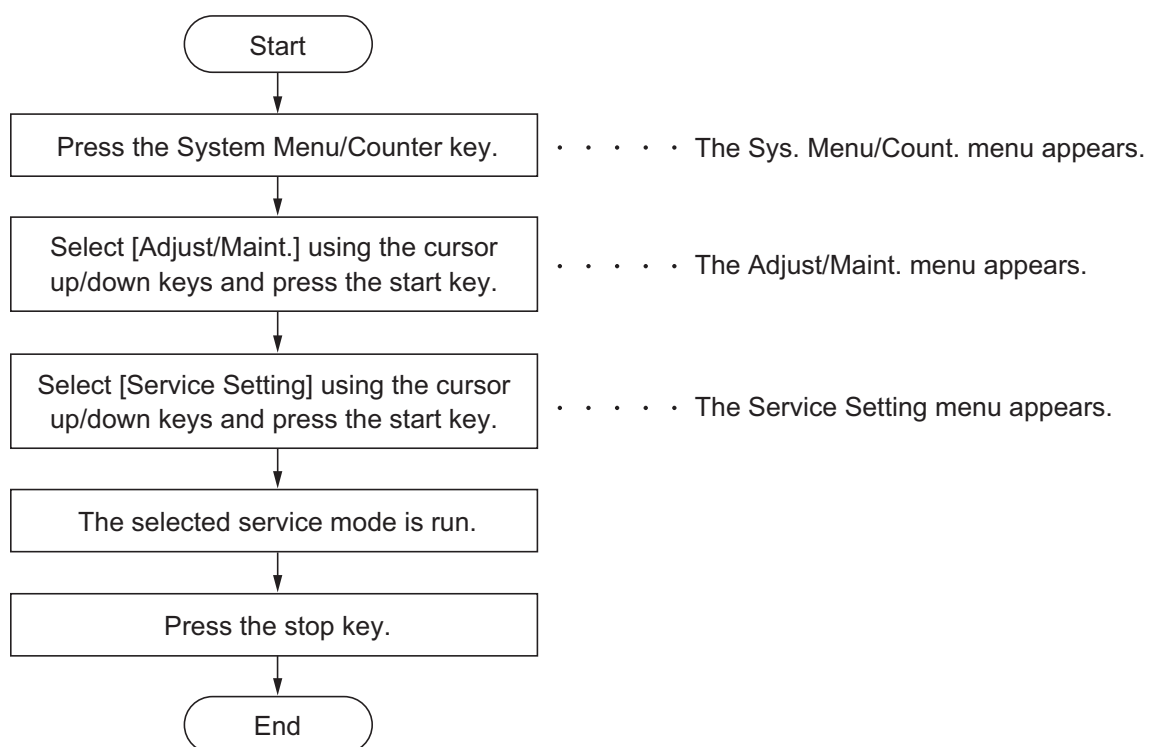 Start
Press the System Menu/Counter key.
The Sys. Menu/Count. menu appears.
Select [Adjust/Maint.] using the cursor
up/down keys and press the start key.
The Adjust/Maint. menu appears.
Select [Service Setting] using the cursor
up/down keys and press the start key.
The Service Setting menu appears.
The selected service mode is run.
Press the stop key.
End